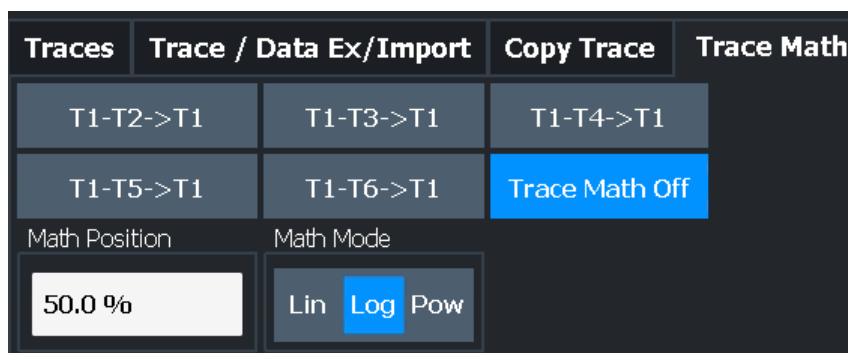 Traces Trace / Data Ex/Import Copy Trace Trace Math
T1-T2->T1 T1-T3->T1 T1-T4->T1
T1-T5->T1 T1-T6->T1 Trace Math Off
Math Position Math Mode
50.0 % Lin Log Pow